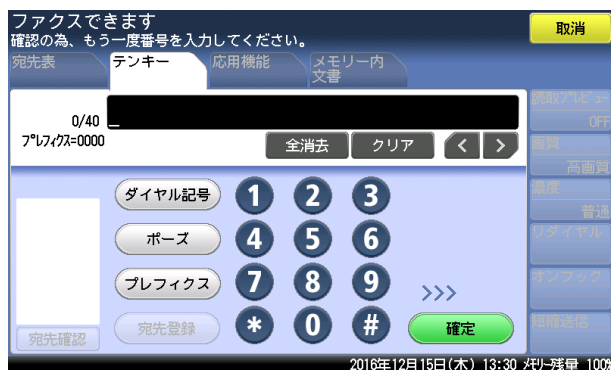 ファクスできます
確認の為、もう一度番号を入力してください。
取消
宛先表
テンキー
応用機能
メモリー内
文書
0/40 _
プレフィクス=0000
全消去
クリア
< >
読取プレビュー
OFF
画質
高画質
濃度
普通
リダイヤル
オンフック
短縮送信
ダイヤル記号
1 2 3
ポーズ
4 5 6
プレフィクス
7 8 9
>>>
宛先確認
宛先登録
* 0 #
確定
2016年12月15日(木) 13:30 メモリー残量 100%